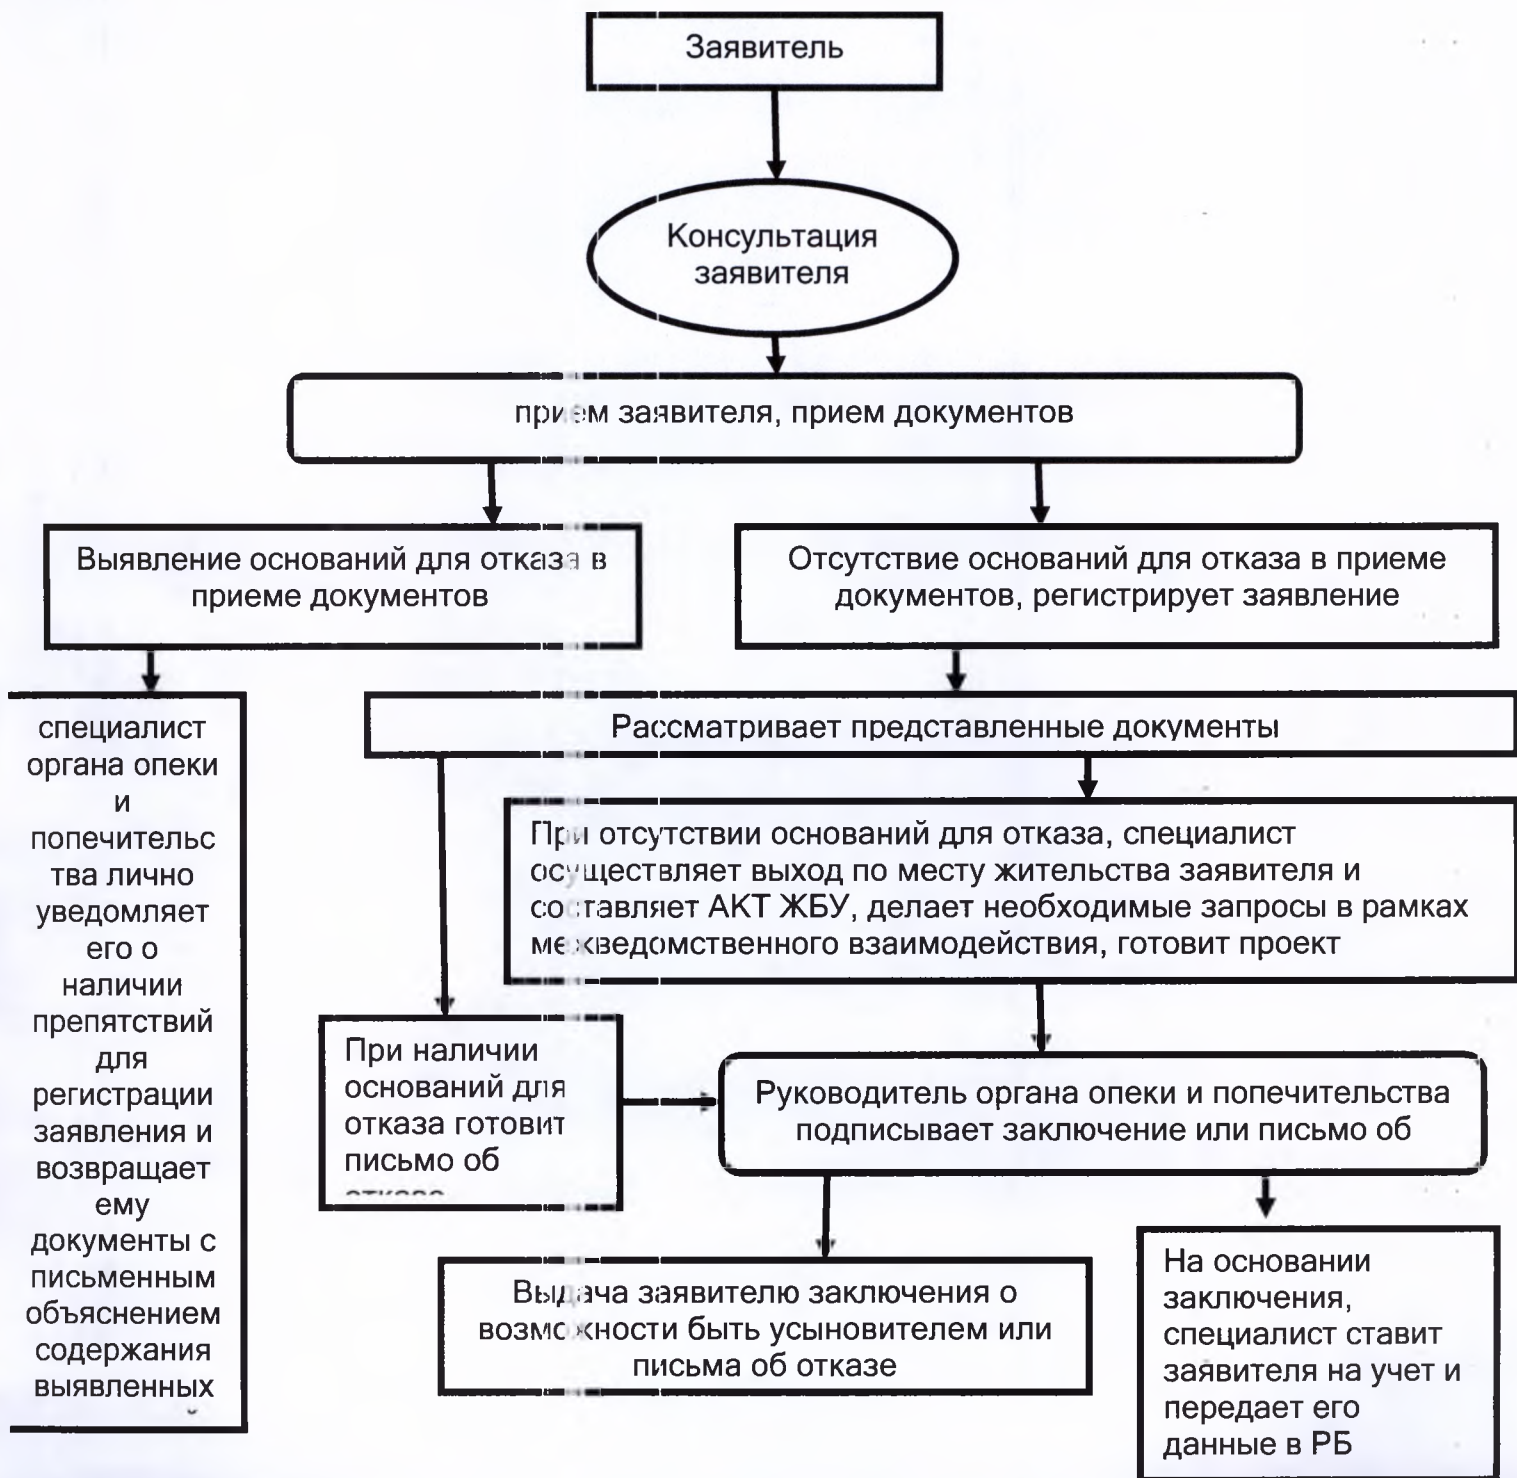 Заявитель
Консультация
заявителя
прием заявителя, прием документов
Выявление оснований для отказа в
приеме документов
Отсутствие оснований для отказа в приеме
документов, регистрирует заявление
специалист
органа опеки
и
попечительс
тва лично
уведомляет
его о
наличии
препятствий
для
регистрации
заявления и
возвращает
ему
документы с
письменным
объяснением
содержания
выявленных
Рассматривает представленные документы
При отсутствии оснований для отказа, специалист
осуществляет выход по месту жительства заявителя и
составляет АКТ ЖБУ, делает необходимые запросы в рамках
межведомственного взаимодействия, готовит проект
При наличии
оснований для
отказа готовит
письмо об
Руководитель органа опеки и попечительства
подписывает заключение или письмо об
Выдача заявителю заключения о
возможности быть усыновителем или
письма об отказе
На основании
заключения,
специалист ставит
заявителя на учет и
передает его
данные в РБ